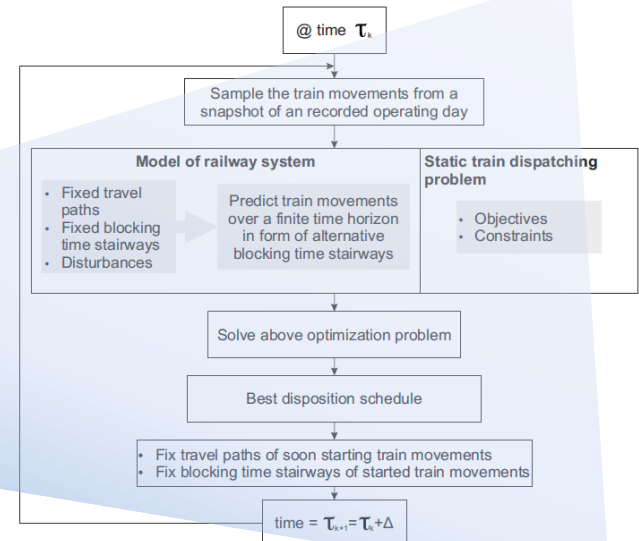 @ time τk
Sample the train movements from a
snapshot of an recorded operating day
Model of railway system
• Fixed travel
paths
• Fixed blocking
time stairways
• Disturbances
Predict train movements
over a finite time horizon
in form of alternative
blocking time stairways
Static train dispatching
problem
• Objectives
• Constraints
Solve above optimization problem
Best disposition schedule
• Fix travel paths of soon starting train movements
• Fix blocking time stairways of started train movements
time = τk+1=τk+Δ